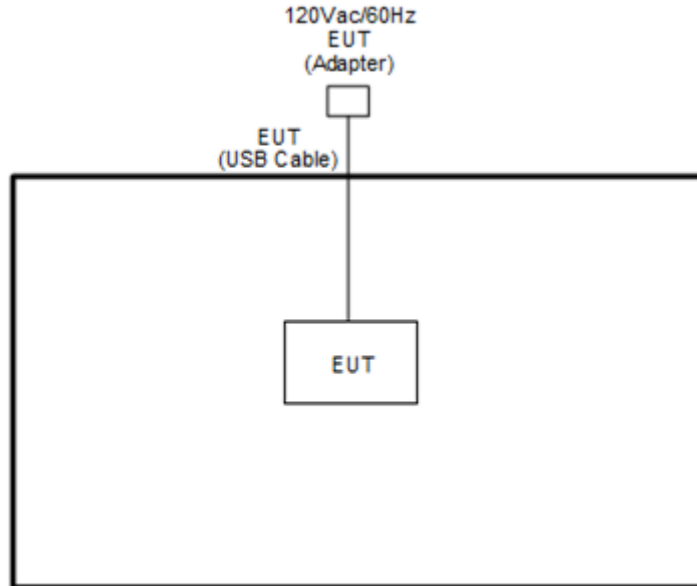 120Vac/60Hz
EUT
(Adapter)
EUT
(USB Cable)
EUT